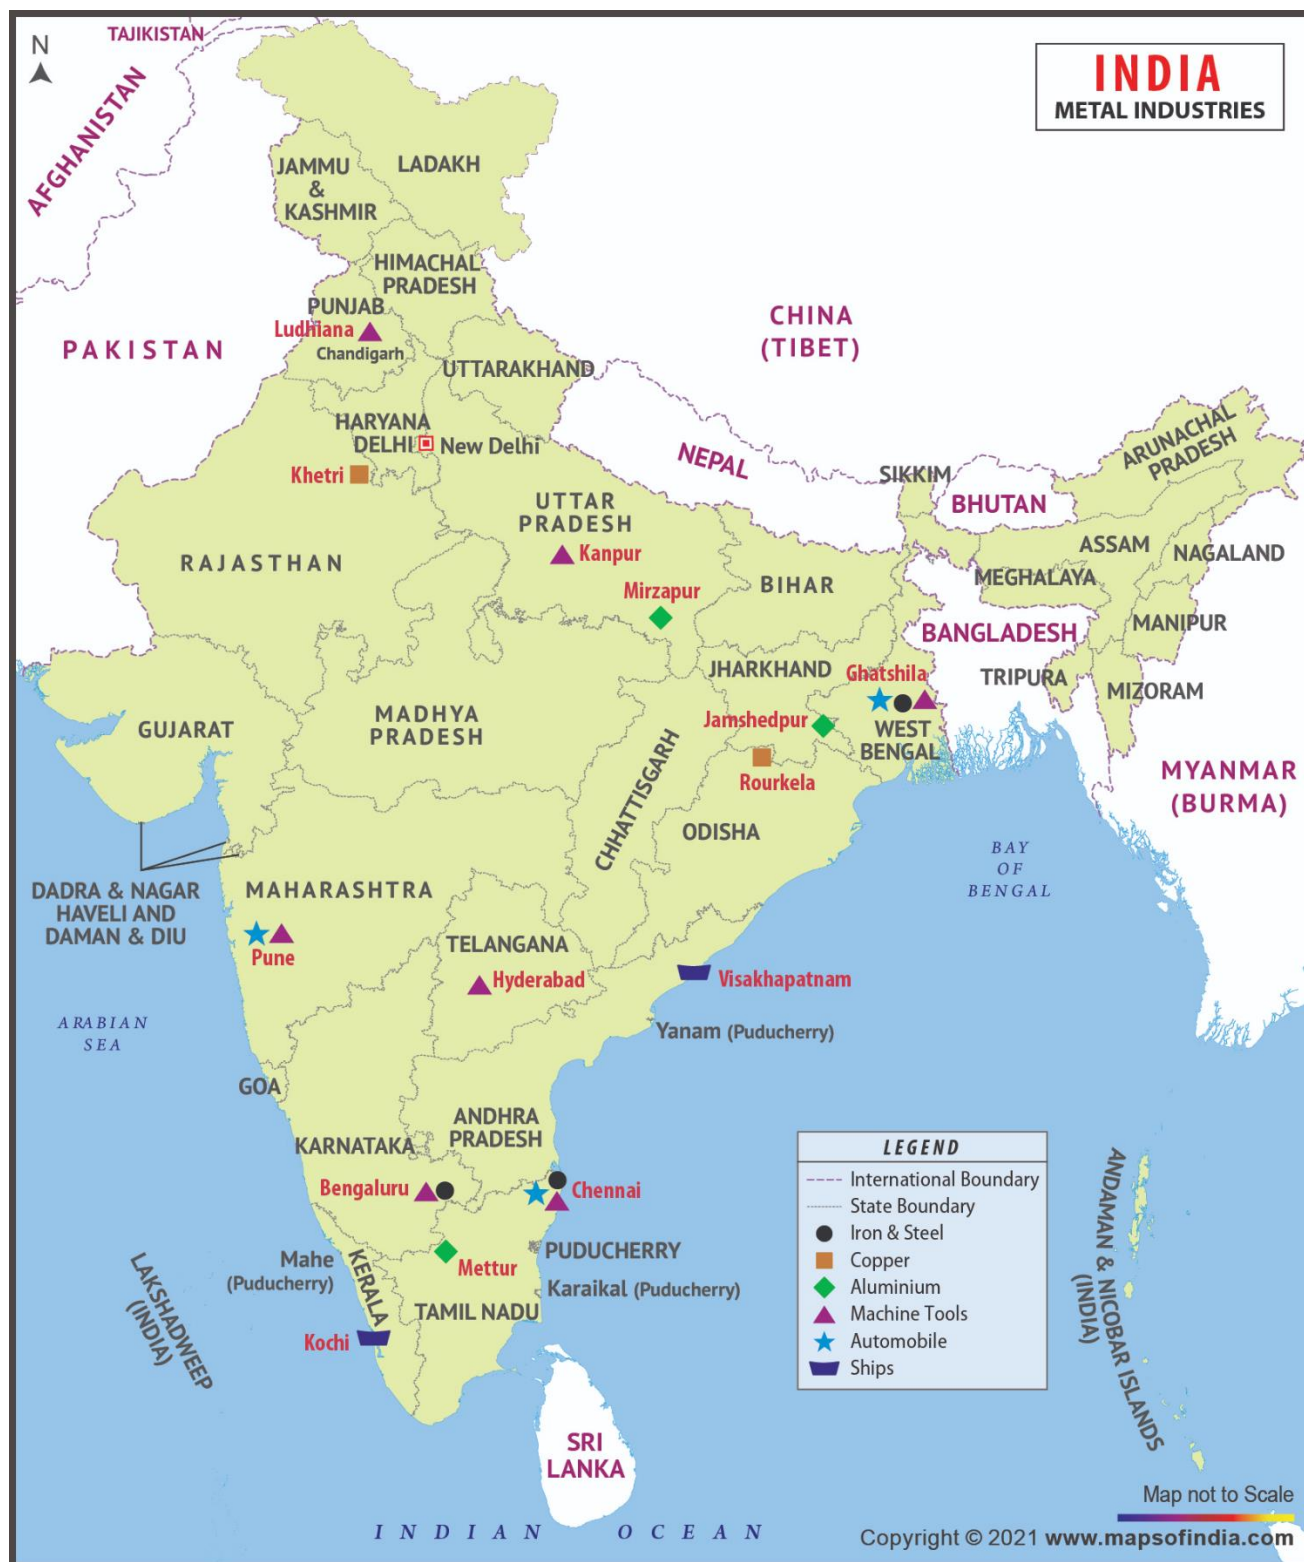 TAJIKISTAN
N
INDIA
METAL INDUSTRIES
AFGHANISTAN
JAMMU
&
KASHMIR
LADAKH
HIMACHAL
PRADESH
PUNJAB
Ludhiana
Chandigarh
PAKISTAN
CHINA
(TIBET)
UTTARAKHAND
HARYANA
DELHI
New Delhi
Khetri
NEPAL
SIKKIM
BHUTAN
ARUNACHAL
PRADESH
UTTAR
PRADESH
Kanpur
RAJASTHAN
Mirzapur
BIHAR
ASSAM
NAGALAND
MEGHALAYA
BANGLADESH
MANIPUR
TRIPURA
MIZORAM
JHARKHAND
Ghatshila
GUJARAT
MADHYA
PRADESH
Jamshedpur
WEST
BENGAL
CHHATTISGARH
Rourkela
ODISHA
MYANMAR
(BURMA)
BAY
OF
BENGAL
DADRA & NAGAR
HAVELI AND
DAMAN & DIU
MAHARASHTRA
Pune
TELANGANA
Hyderabad
Visakhapatnam
Yanam (Puducherry)
ARABIAN
SEA
GOA
ANDHRA
PRADESH
KARNATAKA
Bengaluru
Chennai
PUDUCHERRY
Karaikal (Puducherry)
Mettur
Mahe
(Puducherry)
KERALA
TAMIL NADU
Kochi
LAKSHADWEEP
(INDIA)
SRI
LANKA
LEGEND
International Boundary
State Boundary
Iron & Steel
Copper
Aluminium
Machine Tools
Automobile
Ships
ANDAMAN & NICOBAR ISLANDS
(INDIA)
INDIAN OCEAN
Map not to Scale
Copyright © 2021 www.mapsofindia.com